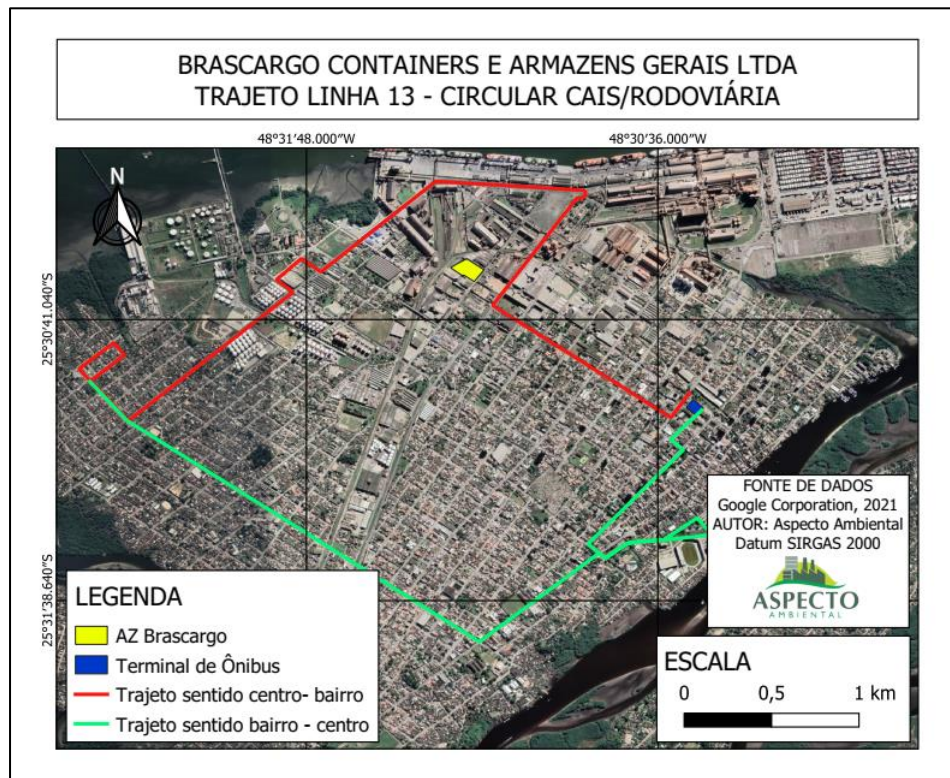 BRASCARGO CONTAINERS E ARMAZENS GERAIS LTDA
TRAJETO LINHA 13 - CIRCULAR CAIS/RODOVIÁRIA
48°31'48.000"W
48°30'36.000"W
N
25°30'41.040"S
25°31'38.640"S
FONTE DE DADOS
Google Corporation, 2021
AUTOR: Aspecto Ambiental
Datum SIRGAS 2000
ASPECTO
AMBIENTAL
LEGENDA
AZ Brascargo
Terminal de Ônibus
Trajeto sentido centro- bairro
Trajeto sentido bairro - centro
ESCALA
0 0,5 1 km